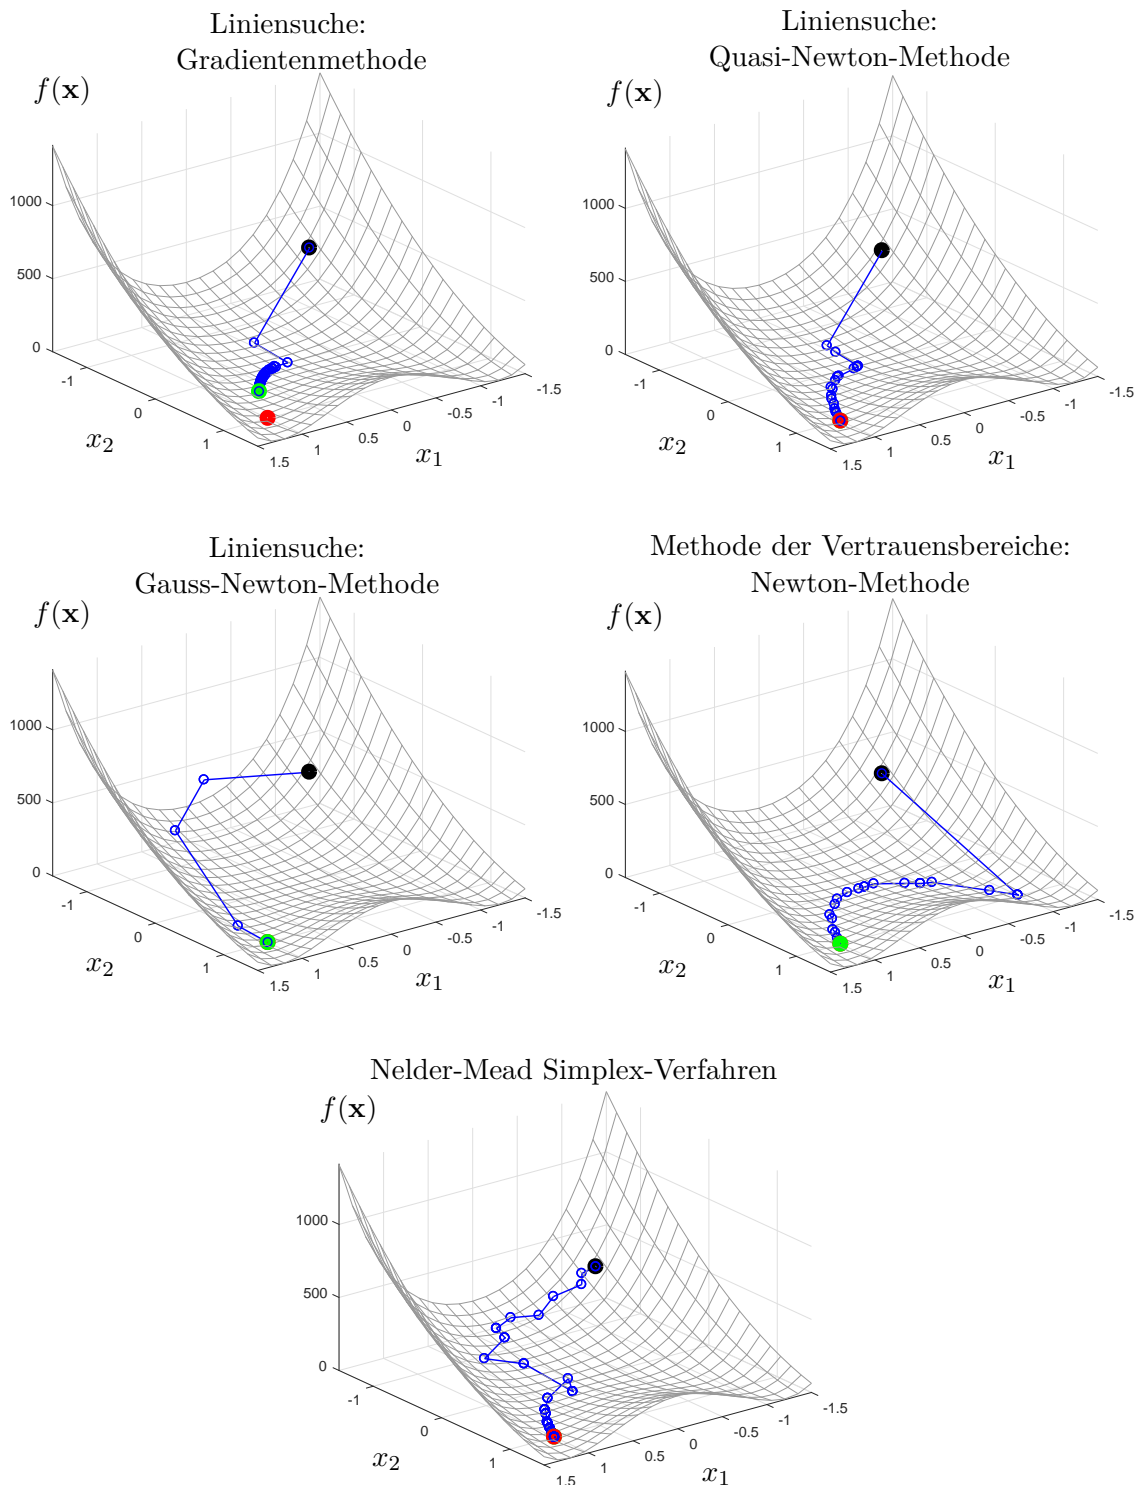 Liniensuche:
Gradientenmethode
f(x)
1000
500
0
-1
0
1
x₂
1.5
1
0.5
0
-0.5
-1
-1.5
x₁
Liniensuche:
Quasi-Newton-Methode
f(x)
1000
500
0
-1
0
1
x₂
1.5
1
0.5
0
-0.5
-1
-1.5
x₁
Liniensuche:
Gauss-Newton-Methode
f(x)
1000
500
0
-1
0
1
x₂
1.5
1
0.5
0
-0.5
-1
-1.5
x₁
Methode der Vertrauensbereiche:
Newton-Methode
f(x)
1000
500
0
-1
0
1
x₂
1.5
1
0.5
0
-0.5
-1
-1.5
x₁
Nelder-Mead Simplex-Verfahren
f(x)
1000
500
0
-1
0
1
x₂
1.5
1
0.5
0
-0.5
-1
-1.5
x₁